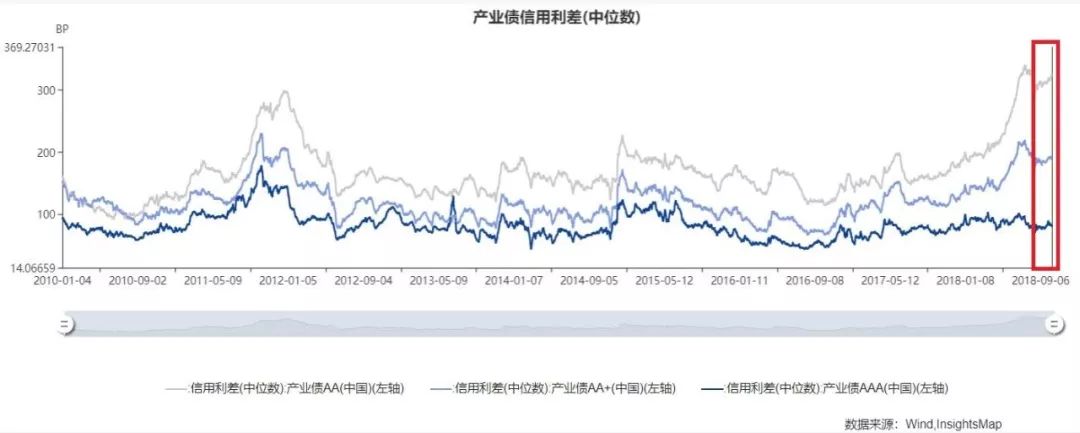 产业债信用利差(中位数)
BP
369.27031
300
200
100
14.06659
2010-01-04 2010-09-02 2011-05-09 2012-01-05 2012-09-04 2013-05-09 2014-01-07 2014-09-05 2015-05-12 2016-01-11 2016-09-08 2017-05-12 2018-01-08 2018-09-06
:信用利差(中位数):产业债AA(中国)(左轴) :信用利差(中位数):产业债AA+(中国)(左轴) :信用利差(中位数):产业债AAA(中国)(左轴)
数据来源：Wind,InsightsMap